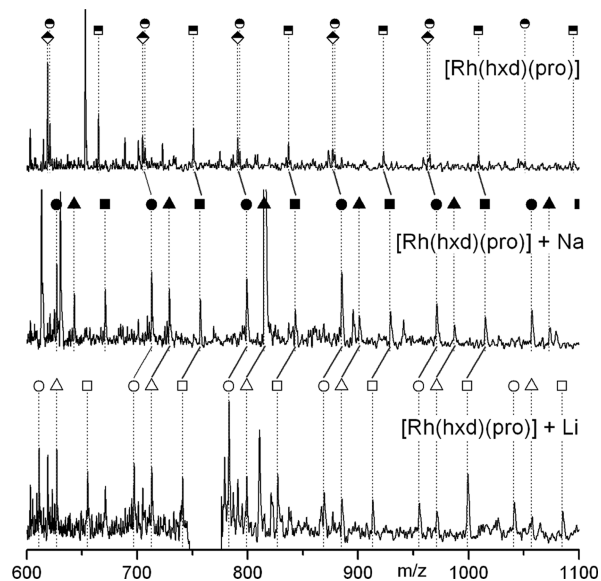 [Rh(hxd)(pro)]
[Rh(hxd)(pro)] + Na
[Rh(hxd)(pro)] + Li
600 700 800 900 1000 1100
m/z